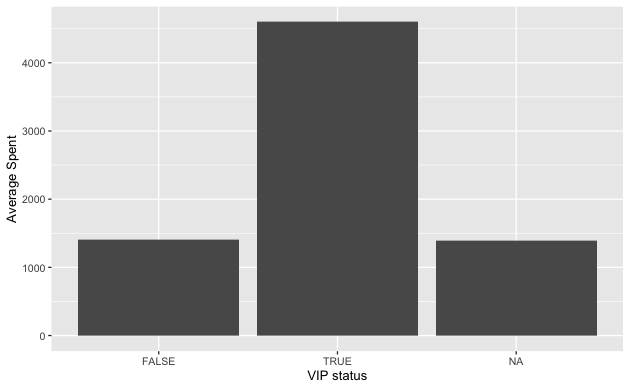 4000
3000
2000
1000
0
Average Spent
FALSE TRUE NA
VIP status